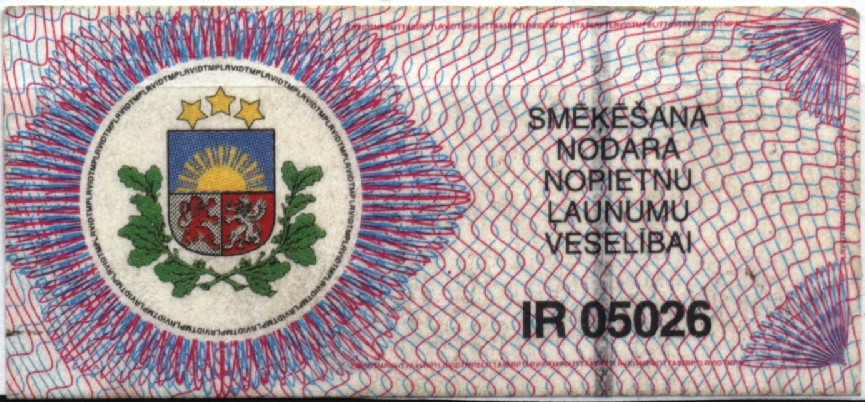 SMĒĶĒŠANA
NODARA
NOPIETNU
ĻAUNUMU
VESELĪBAI
IR 05026